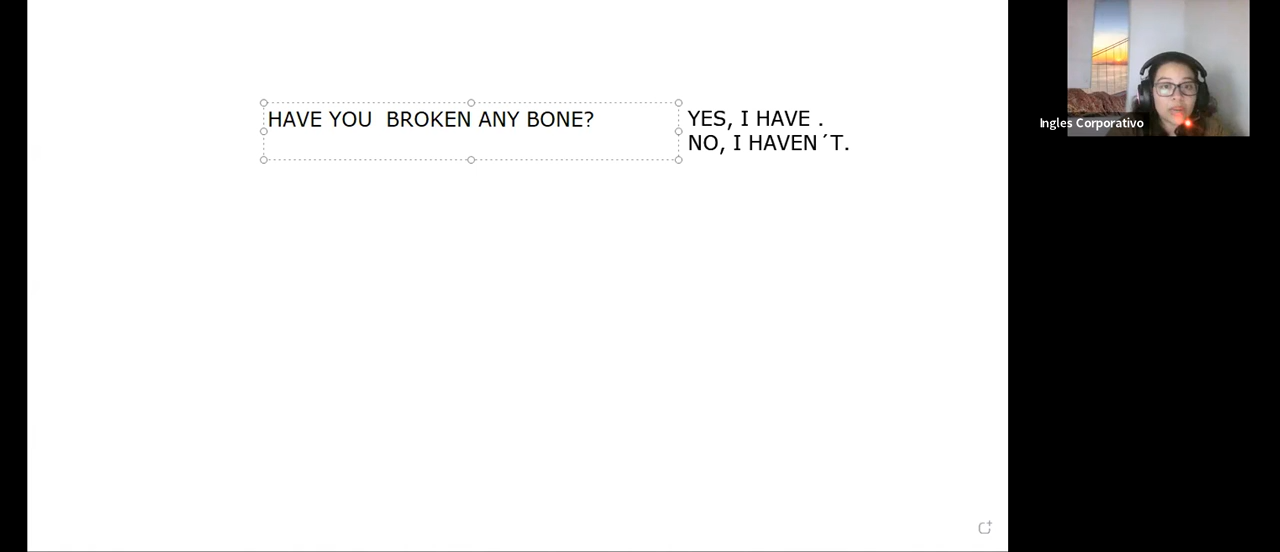 HAVE YOU  BROKEN ANY BONE?
YES, I HAVE .
NO, I HAVEN´T.
Ingles Corporativo